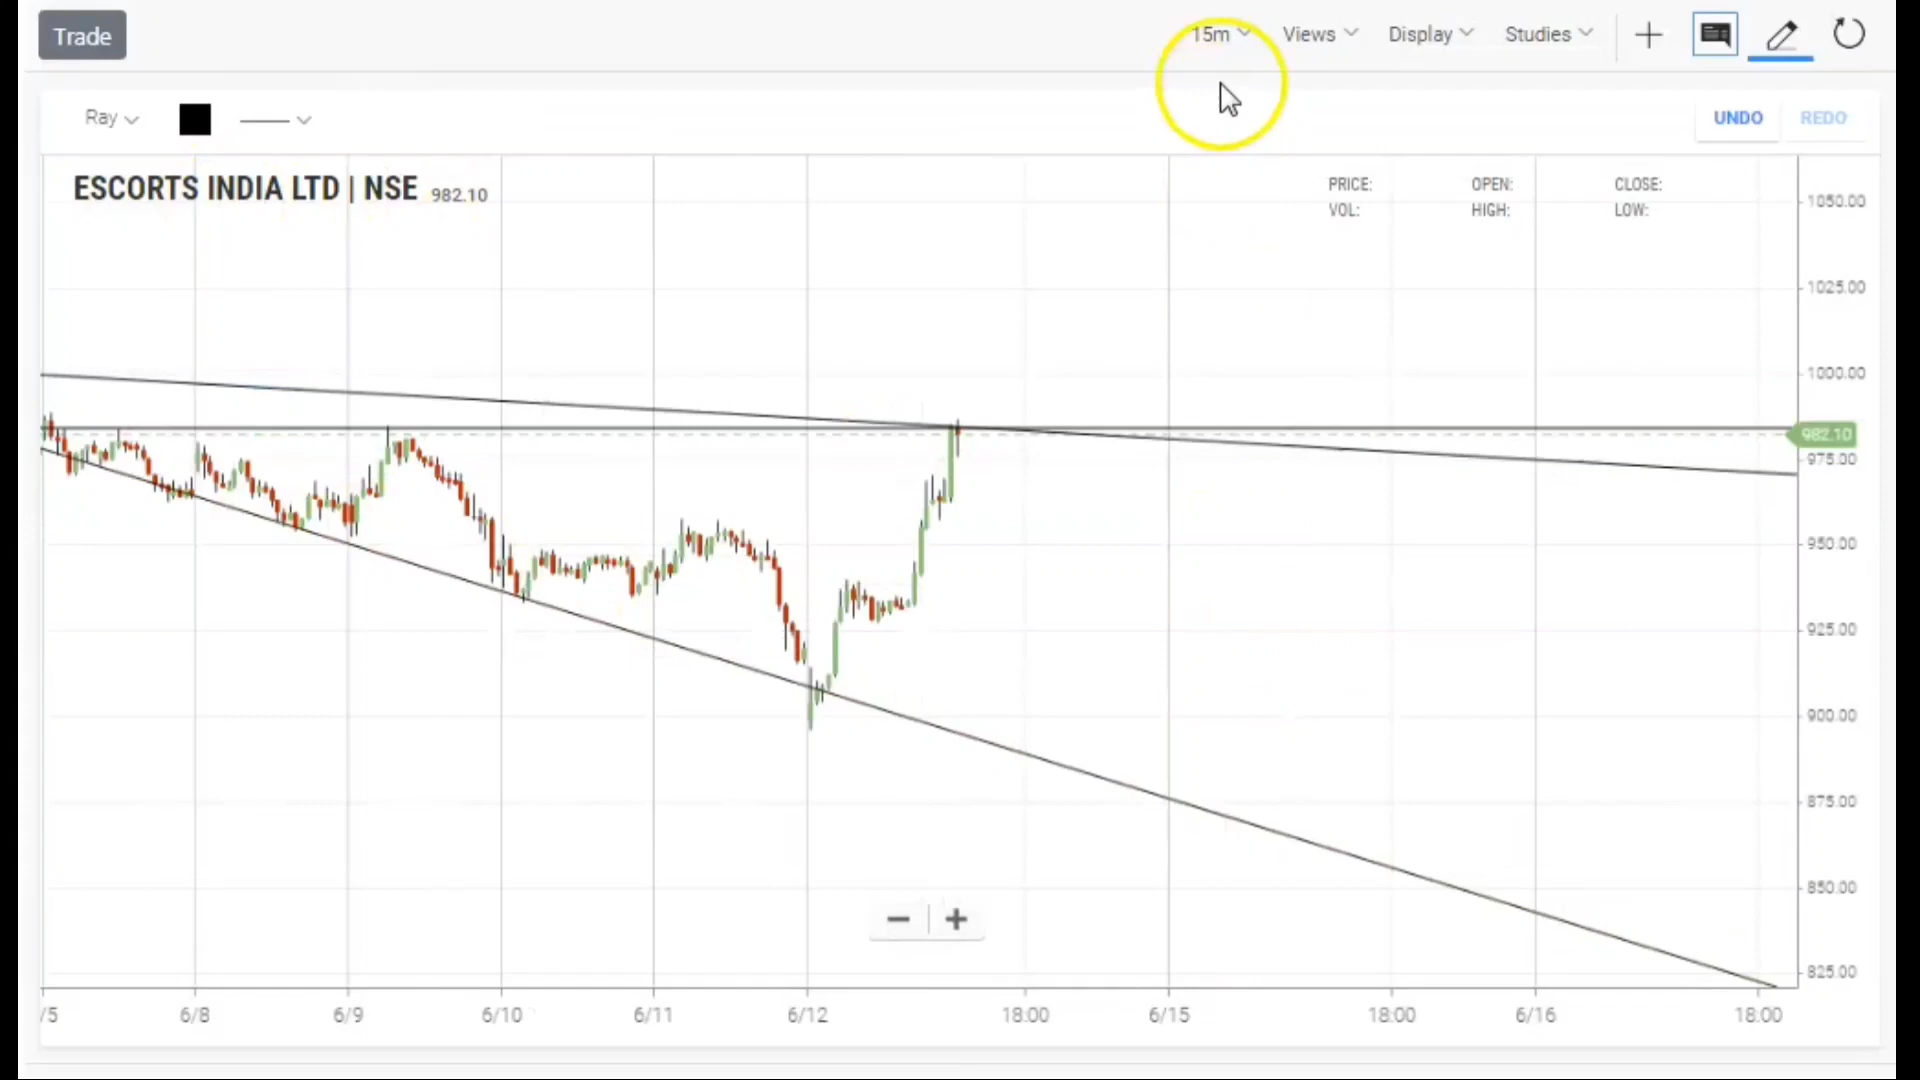 Trade
15m Views Display Studies
Ray
UNDO REDO
ESCORTS INDIA LTD | NSE 982.10
PRICE: OPEN: CLOSE:
VOL: HIGH: LOW:
1050.00
1025.00
1000.00
982.10
975.00
950.00
925.00
900.00
875.00
850.00
825.00
/5 6/8 6/9 6/10 6/11 6/12 18:00 6/15 18:00 6/16 18:00